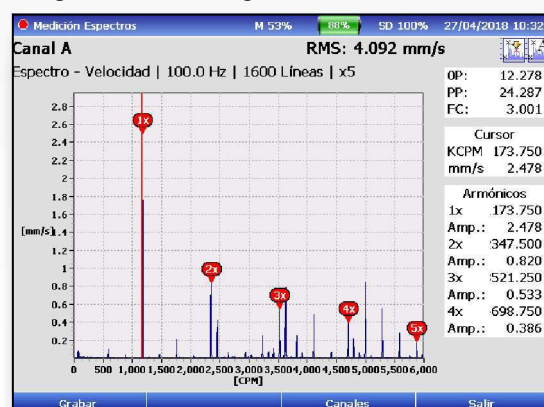 Medición Espectros M 53% 88% SD 100% 27/04/2018 10:32
Canal A RMS: 4.092 mm/s
Espectro - Velocidad | 100.0 Hz | 1600 Líneas | x5
0P: 12.278
PP: 24.287
FC: 3.001
Cursor
KCPM 173.750
mm/s 2.478
Armónicos
1x 173.750
Amp.: 2.478
2x 347.500
Amp.: 0.820
3x 521.250
Amp.: 0.533
4x 698.750
Amp.: 0.386
2.8
2.6
2.4
2.2
2
1.8
1.6
[mm/s]1.4
1.2
1
0.8
0.6
0.4
0.2
1x
2x
3x
4x
5x
0 500 1,000 1,500 2,000 2,500 3,000 3,500 4,000 4,500 5,000 5,500 6,000
[CPM]
Grabar Canales Salir